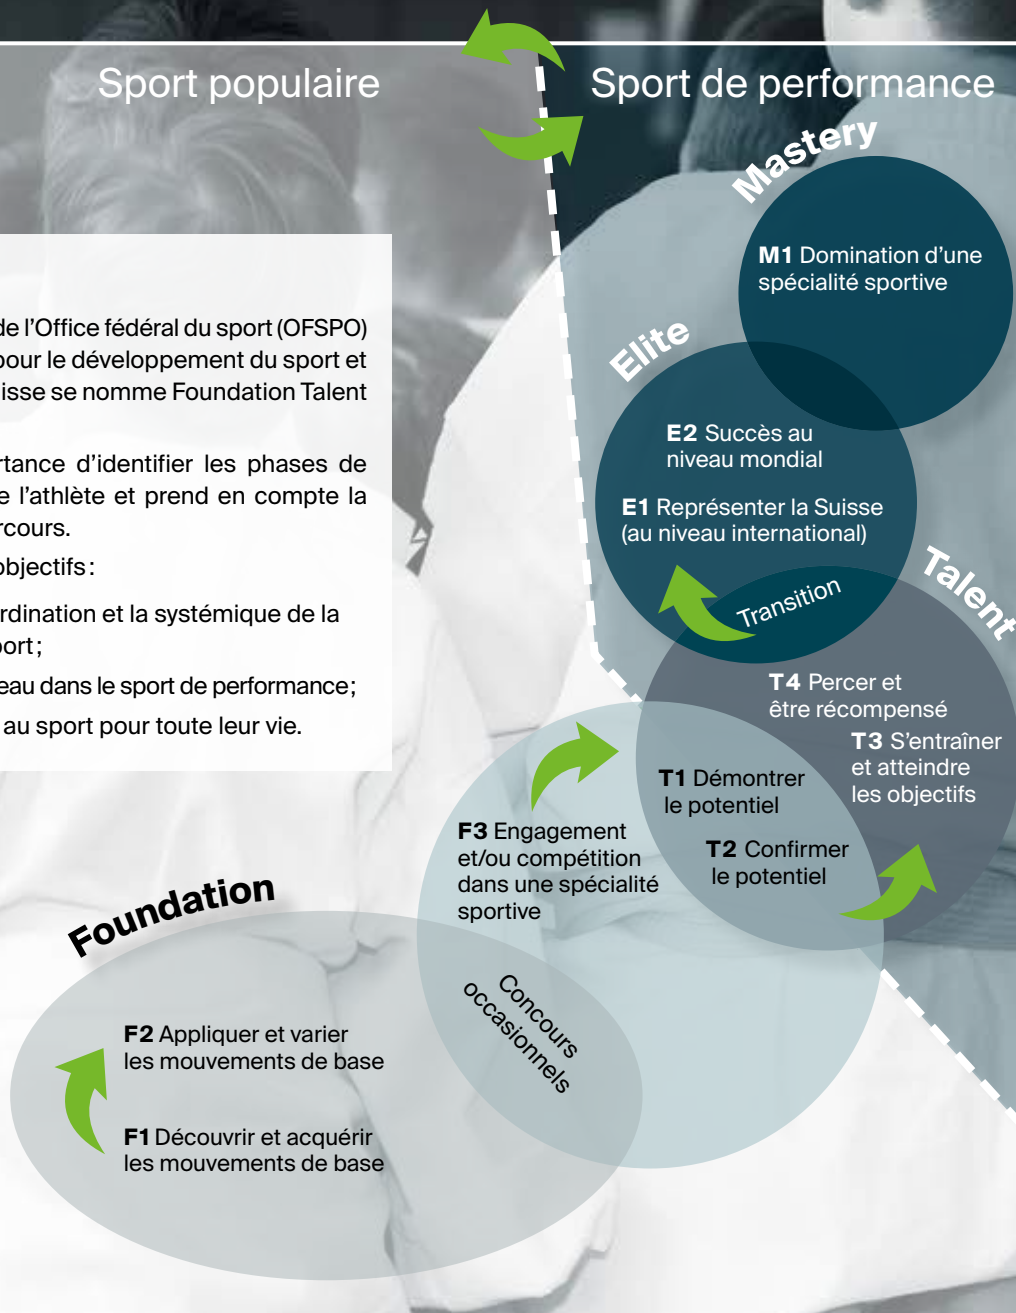 Sport populaire
Sport de performance
de l'Office fédéral du sport (OFSPO)
pour le développement du sport et
isse se nomme Foundation Talent
rtance d'identifier les phases de
e l'athlète et prend en compte la
rcours.
objectifs :
rdination et la systémique de la
port ;
eau dans le sport de performance ;
au sport pour toute leur vie.
Mastery
M1 Domination d'une
spécialité sportive
Elite
E2 Succès au
niveau mondial
E1 Représenter la Suisse
(au niveau international)
Transition
Talent
T4 Percer et
être récompensé
T3 S'entraîner
et atteindre
les objectifs
T1 Démontrer
le potentiel
T2 Confirmer
le potentiel
F3 Engagement
et/ou compétition
dans une spécialité
sportive
Concours
occasionnels
Foundation
F2 Appliquer et varier
les mouvements de base
F1 Découvrir et acquérir
les mouvements de base